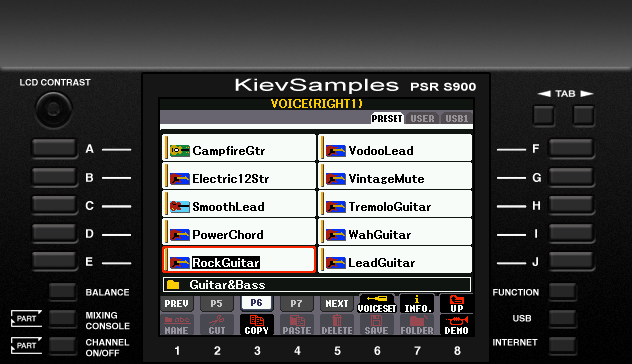 LCD CONTRAST
KievSamples PSR S900
TAB
VOICE(RIGHT1)
PRESET USER USB1
A CampfireGtr VodooLead F
B Electric12Str VintageMute G
C SmoothLead TremoloGuitar H
D PowerChord WahGuitar I
E RockGuitar LeadGuitar J
Guitar&Bass
BALANCE PREV P5 P6 P7 NEXT VOICESET INFO. UP FUNCTION
PART MIXING CONSOLE NAME CUT COPY PASTE DELETE SAVE FOLDER DEMO USB
PART CHANNEL ON/OFF 1 2 3 4 5 6 7 8 INTERNET